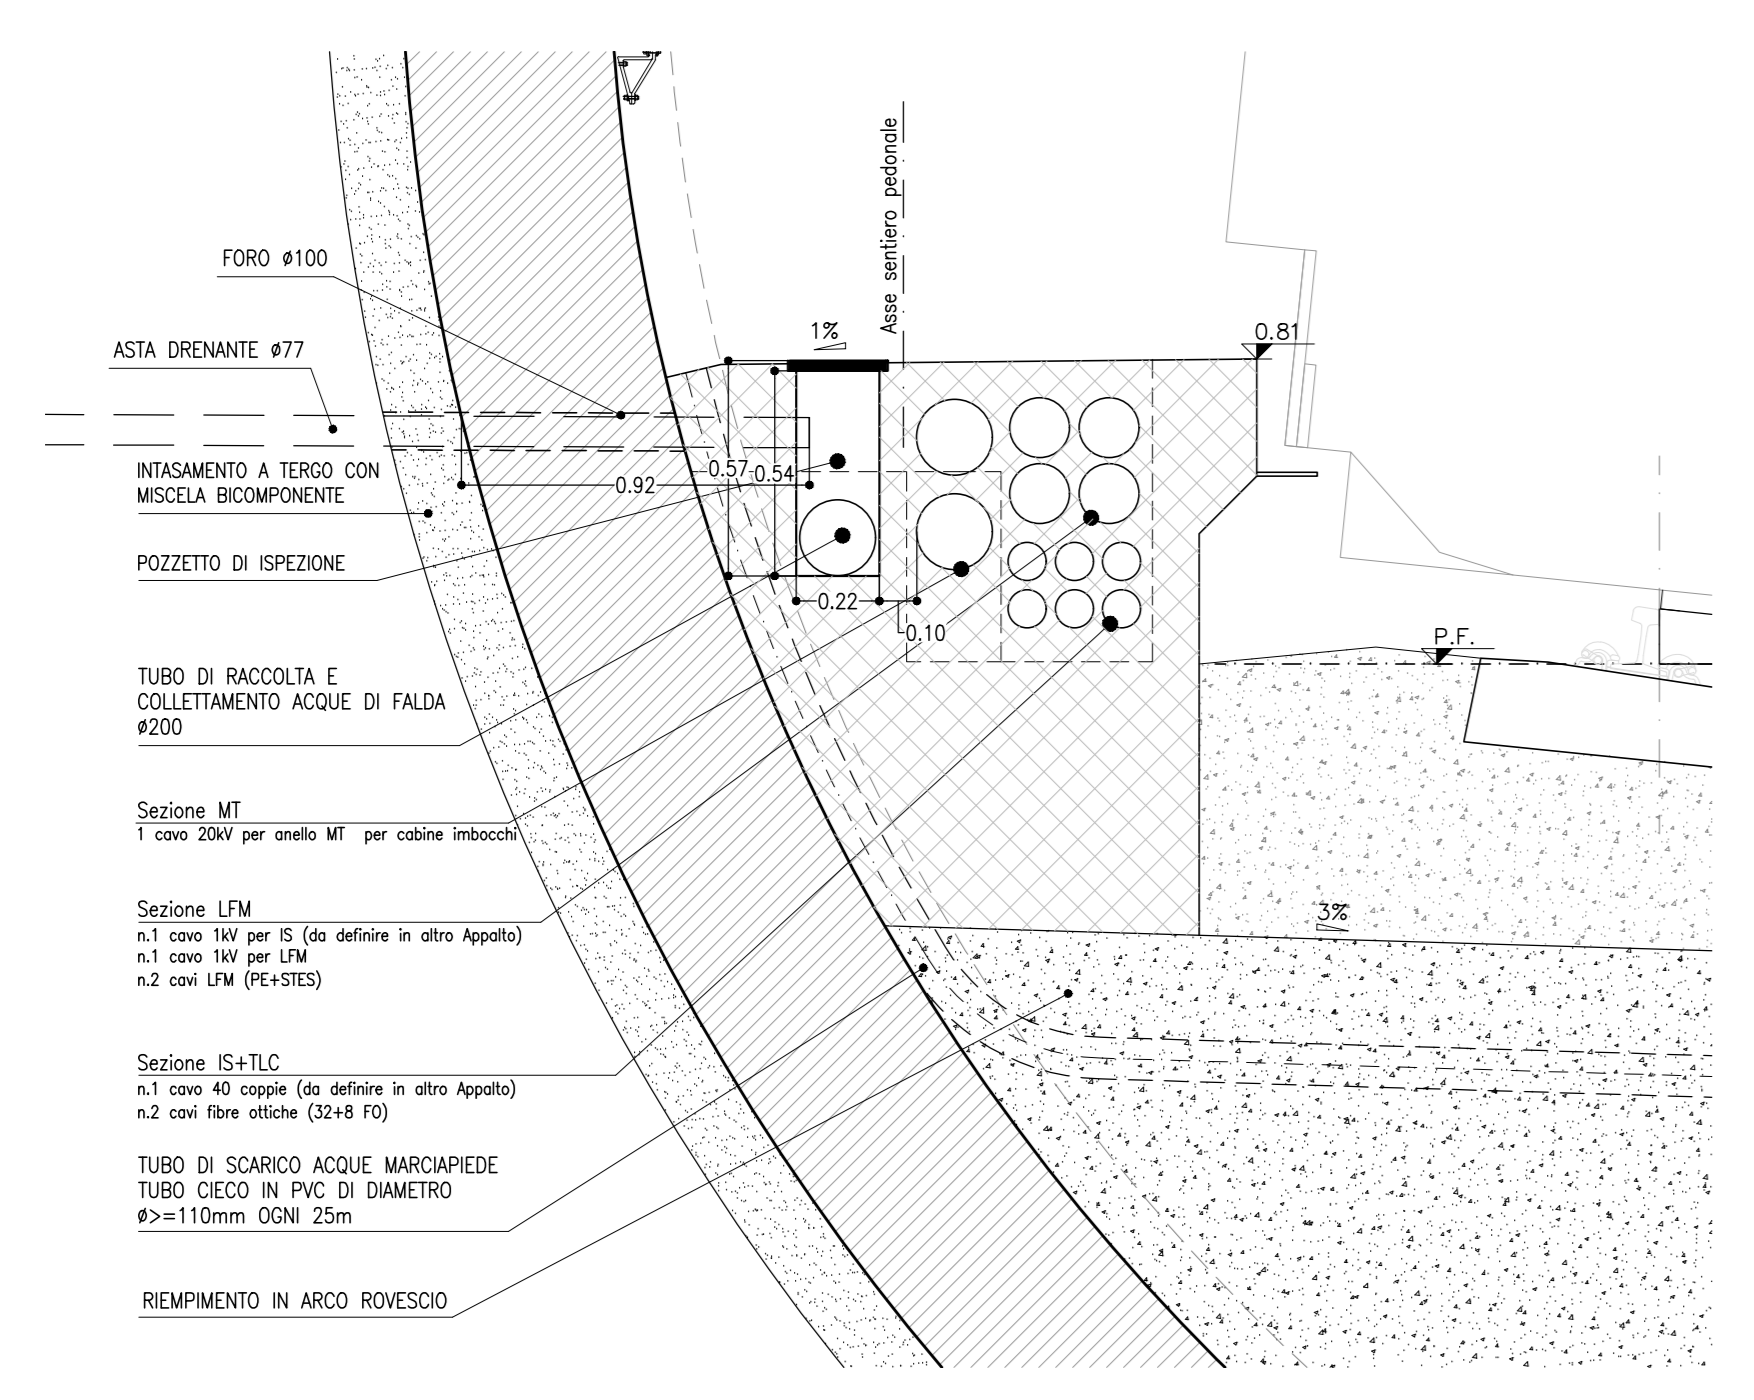 Asse sentiero pedonale
FORO ø100
1%
0.81
ASTA DRENANTE ø77
INTASAMENTO A TERGO CON
MISCELA BICOMPONENTE
0.57
0.54
0.92
POZZETTO DI ISPEZIONE
0.22
0.10
P.F.
TUBO DI RACCOLTA E
COLLETTAMENTO ACQUE DI FALDA
ø200
Sezione MT
1 cavo 20kV per anello MT per cabine imbocchi
Sezione LFM
n.1 cavo 1kV per IS (da definire in altro Appalto)
n.1 cavo 1kV per LFM
n.2 cavi LFM (PE+STES)
3%
Sezione IS+TLC
n.1 cavo 40 coppie (da definire in altro Appalto)
n.2 cavi fibre ottiche (32+8 FO)
TUBO DI SCARICO ACQUE MARCIAPIEDE
TUBO CIECO IN PVC DI DIAMETRO
ø>=110mm OGNI 25m
RIEMPIMENTO IN ARCO ROVESCIO